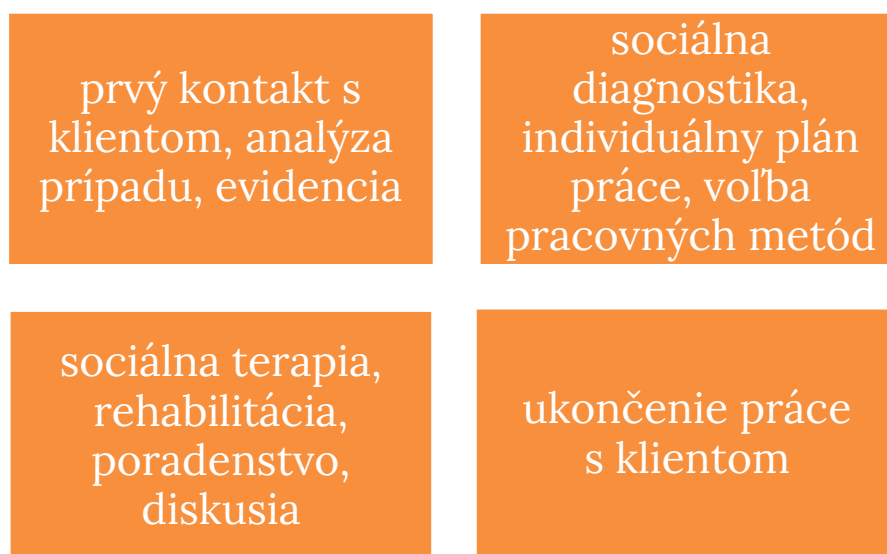 prvý kontakt s
klientom, analýza
prípadu, evidencia
sociálna
diagnostika,
individuálny plán
práce, voľba
pracovných metód
sociálna terapia,
rehabilitácia,
poradenstvo,
diskusia
ukončenie práce
s klientom